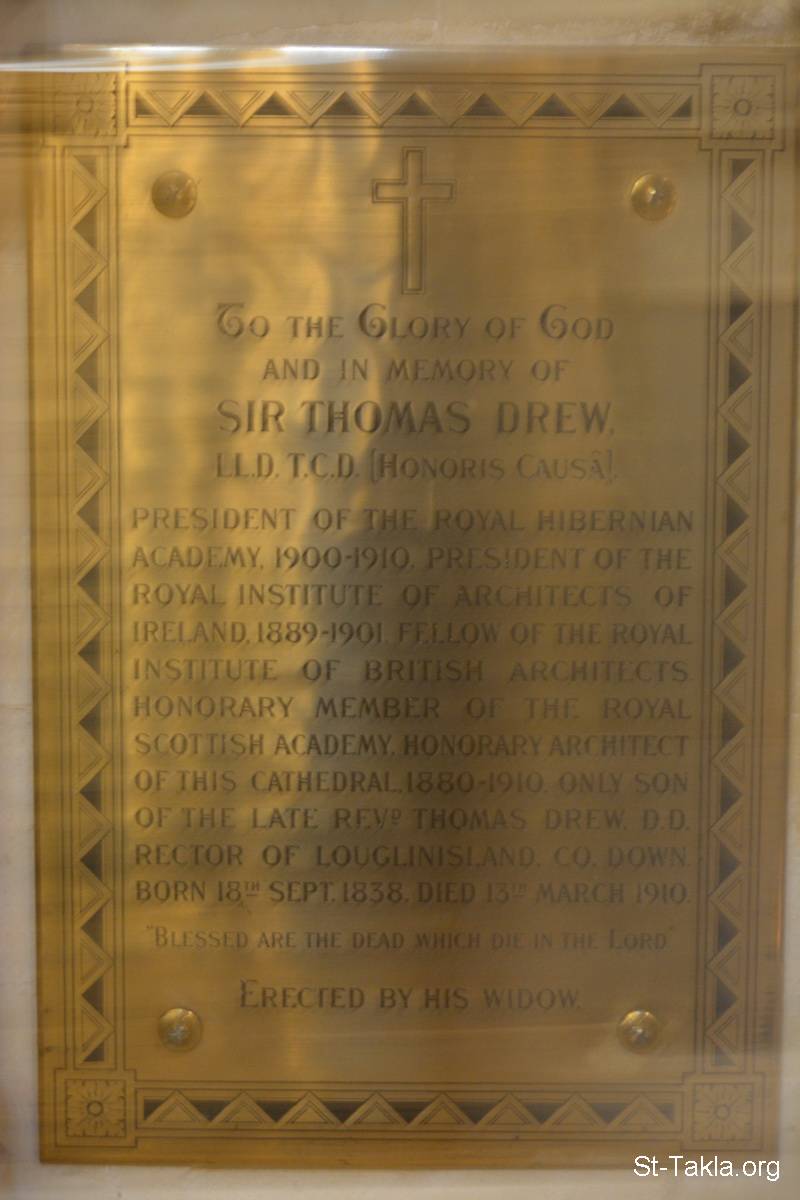 To the Glory of God
and in memory of
SIR THOMAS DREW,
LL.D. T.C.D. [Honoris Causâ].
PRESIDENT OF THE ROYAL HIBERNIAN
ACADEMY, 1900-1910. PRESIDENT OF THE
ROYAL INSTITUTE OF ARCHITECTS OF
IRELAND, 1889-1901. FELLOW OF THE ROYAL
INSTITUTE OF BRITISH ARCHITECTS.
HONORARY MEMBER OF THE ROYAL
SCOTTISH ACADEMY. HONORARY ARCHITECT
OF THIS CATHEDRAL, 1880-1910. ONLY SON
OF THE LATE REVD THOMAS DREW, D.D.
RECTOR OF LOUGLINISLAND, CO. DOWN.
BORN 18TH SEPT. 1838. DIED 13TH MARCH 1910.
"Blessed are the dead which die in the Lord"
Erected by his widow.
St-Takla.org